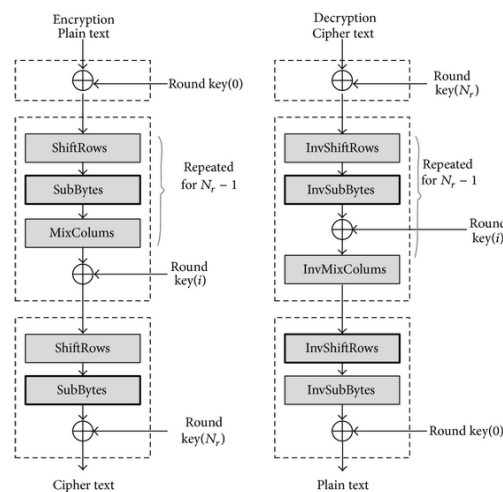 Encryption
Plain text
Round key(0)
ShiftRows
SubBytes
MixColums
Repeated
for Nr − 1
Round
key(i)
ShiftRows
SubBytes
Round
key(Nr)
Cipher text
Decryption
Cipher text
Round
key(Nr)
InvShiftRows
InvSubBytes
Repeated
for Nr − 1
Round
key(i)
InvMixColums
InvShiftRows
InvSubBytes
Round key(0)
Plain text